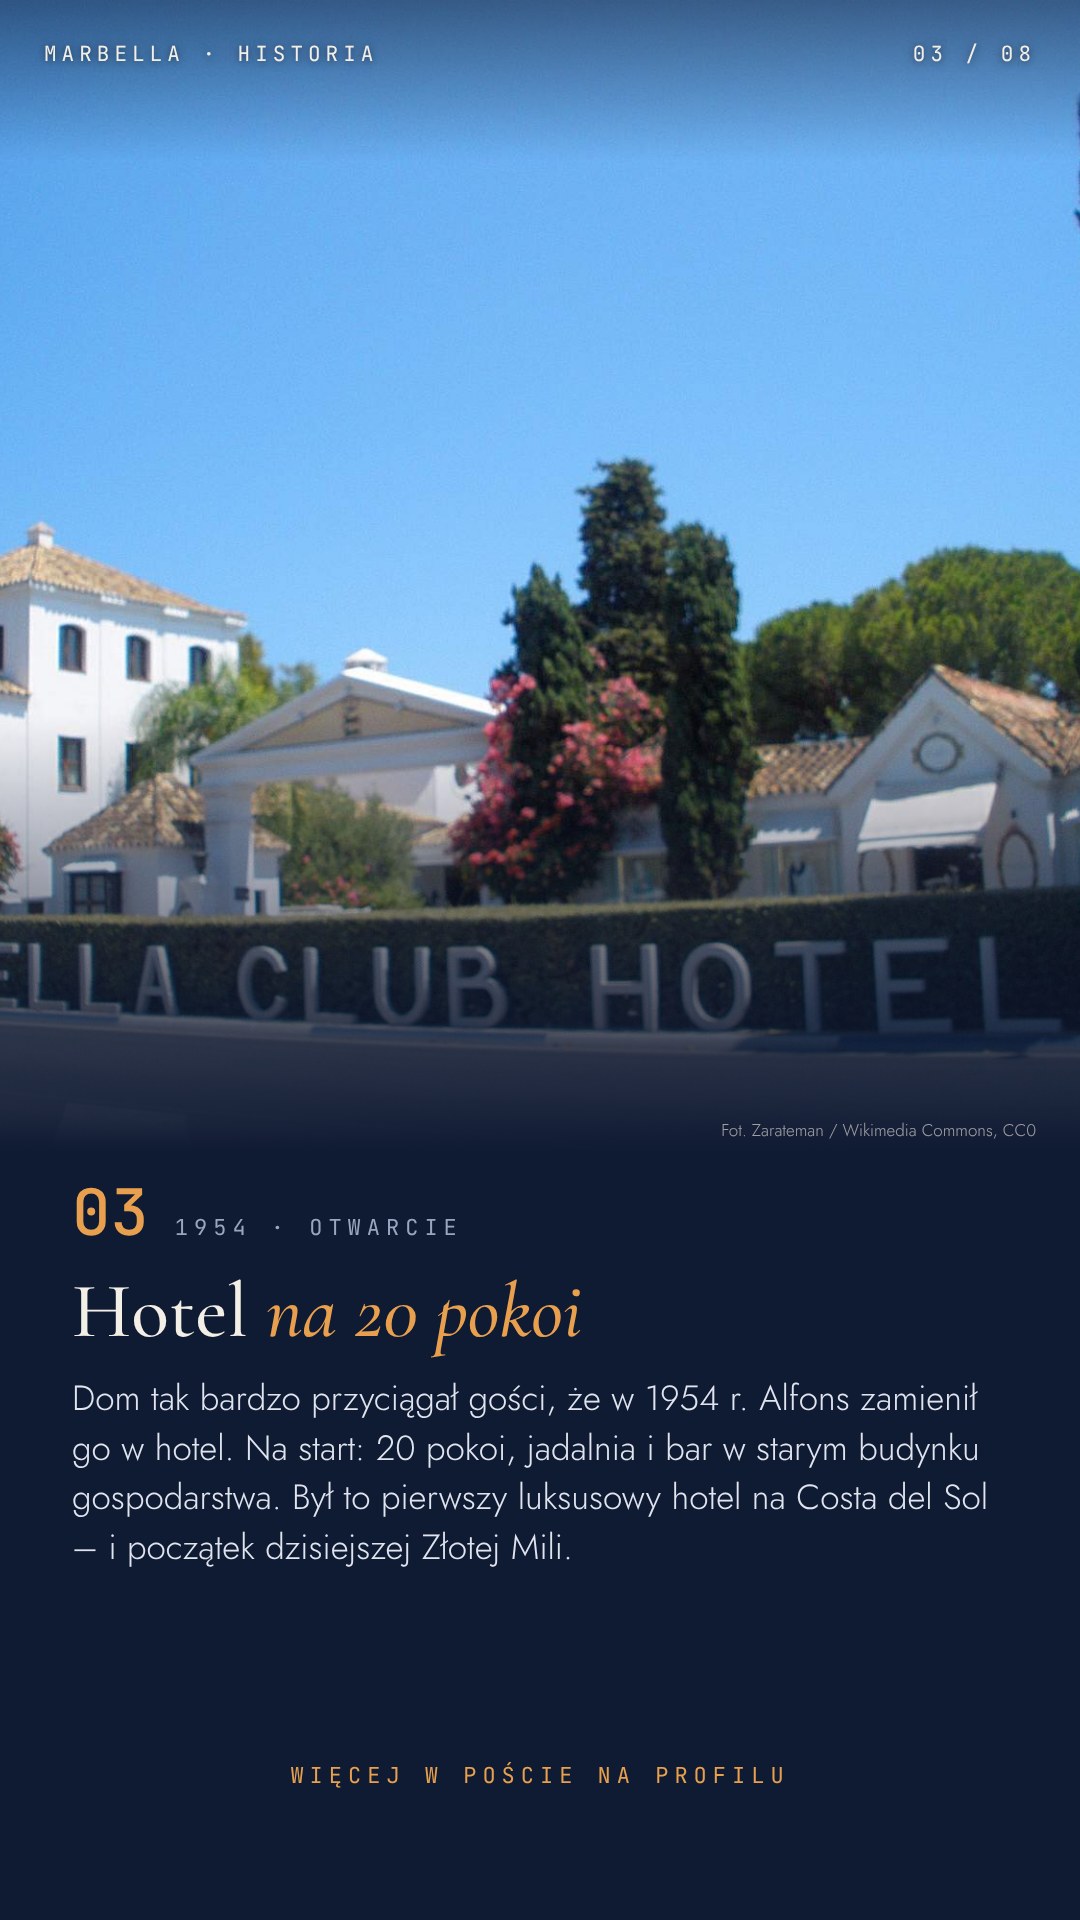 MARBELLA · HISTORIA
03 / 08
ELLA CLUB HOTEL
Fot. Zarateman / Wikimedia Commons, CC0
03 1954 · OTWARCIE
Hotel na 20 pokoi
Dom tak bardzo przyciągał gości, że w 1954 r. Alfons zamienił
go w hotel. Na start: 20 pokoi, jadalnia i bar w starym budynku
gospodarstwa. Był to pierwszy luksusowy hotel na Costa del Sol
– i początek dzisiejszej Złotej Mili.
WIĘCEJ W POŚCIE NA PROFILU